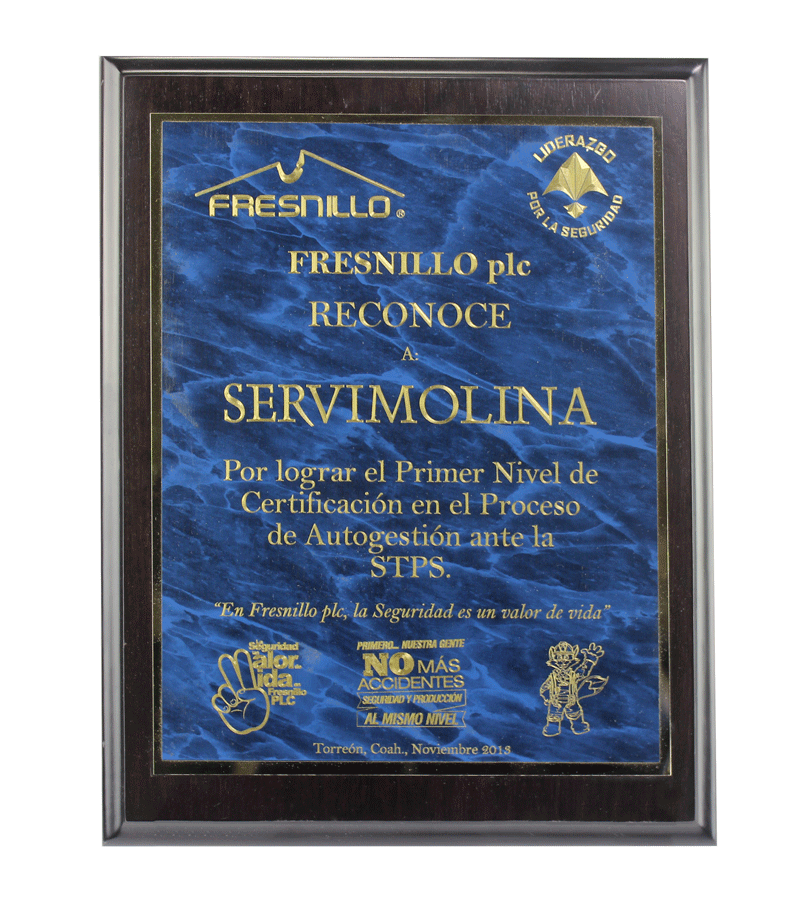 FRESNILLO®
LIDERAZGO
POR LA SEGURIDAD
FRESNILLO plc
RECONOCE
A:
SERVIMOLINA
Por lograr el Primer Nivel de
Certificación en el Proceso
de Autogestión ante la
STPS.
“En Fresnillo plc, la Seguridad es un valor de vida”
la Seguridad
Valor
Vida
Fresnillo
PLC
PRIMERO... NUESTRA GENTE
NO MÁS
ACCIDENTES
SEGURIDAD Y PRODUCCIÓN
AL MISMO NIVEL
Torreón, Coah., Noviembre 2013